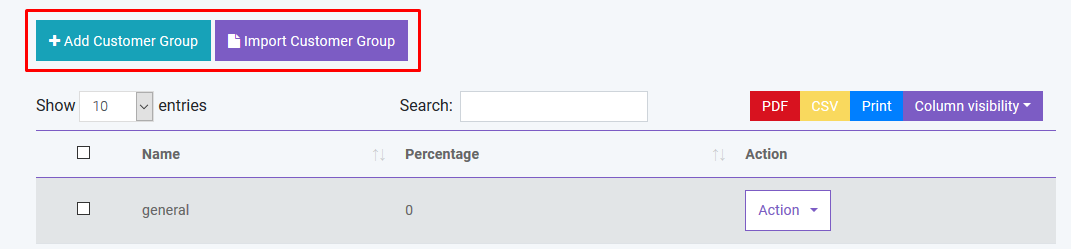 Add Customer Group Import Customer Group
Show 10 entries Search: PDF CSV Print Column visibility
Name Percentage Action
general 0 Action